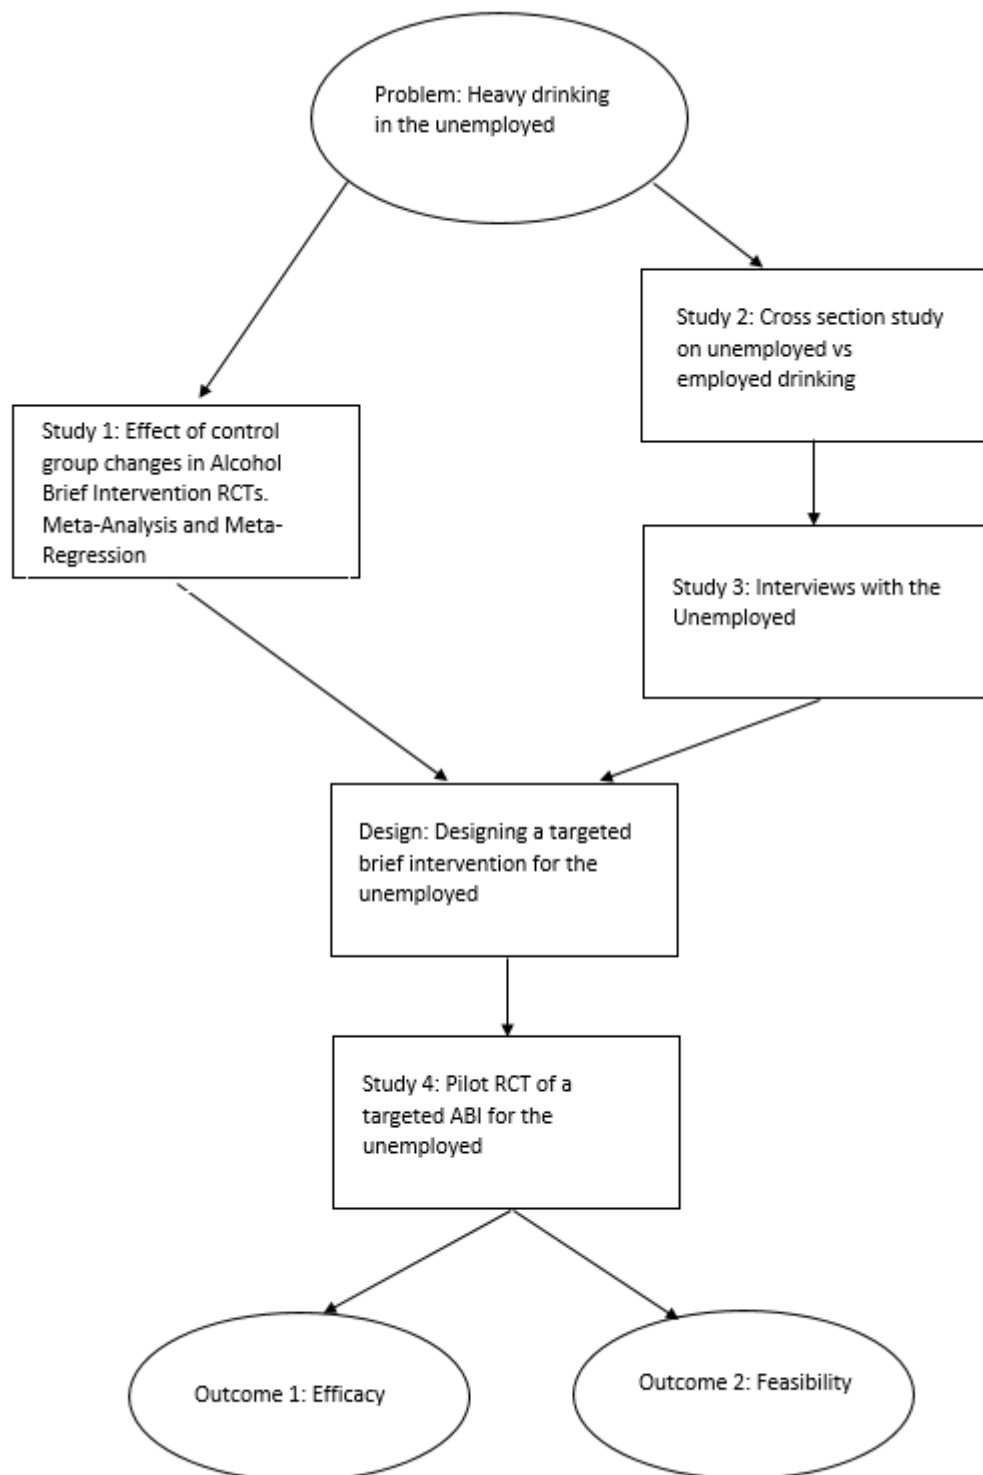 Problem: Heavy drinking
in the unemployed
Study 2: Cross section study
on unemployed vs
employed drinking
Study 1: Effect of control
group changes in Alcohol
Brief Intervention RCTs.
Meta-Analysis and Meta-
Regression
Study 3: Interviews with the
Unemployed
Design: Designing a targeted
brief intervention for the
unemployed
Study 4: Pilot RCT of a
targeted ABI for the
unemployed
Outcome 1: Efficacy
Outcome 2: Feasibility